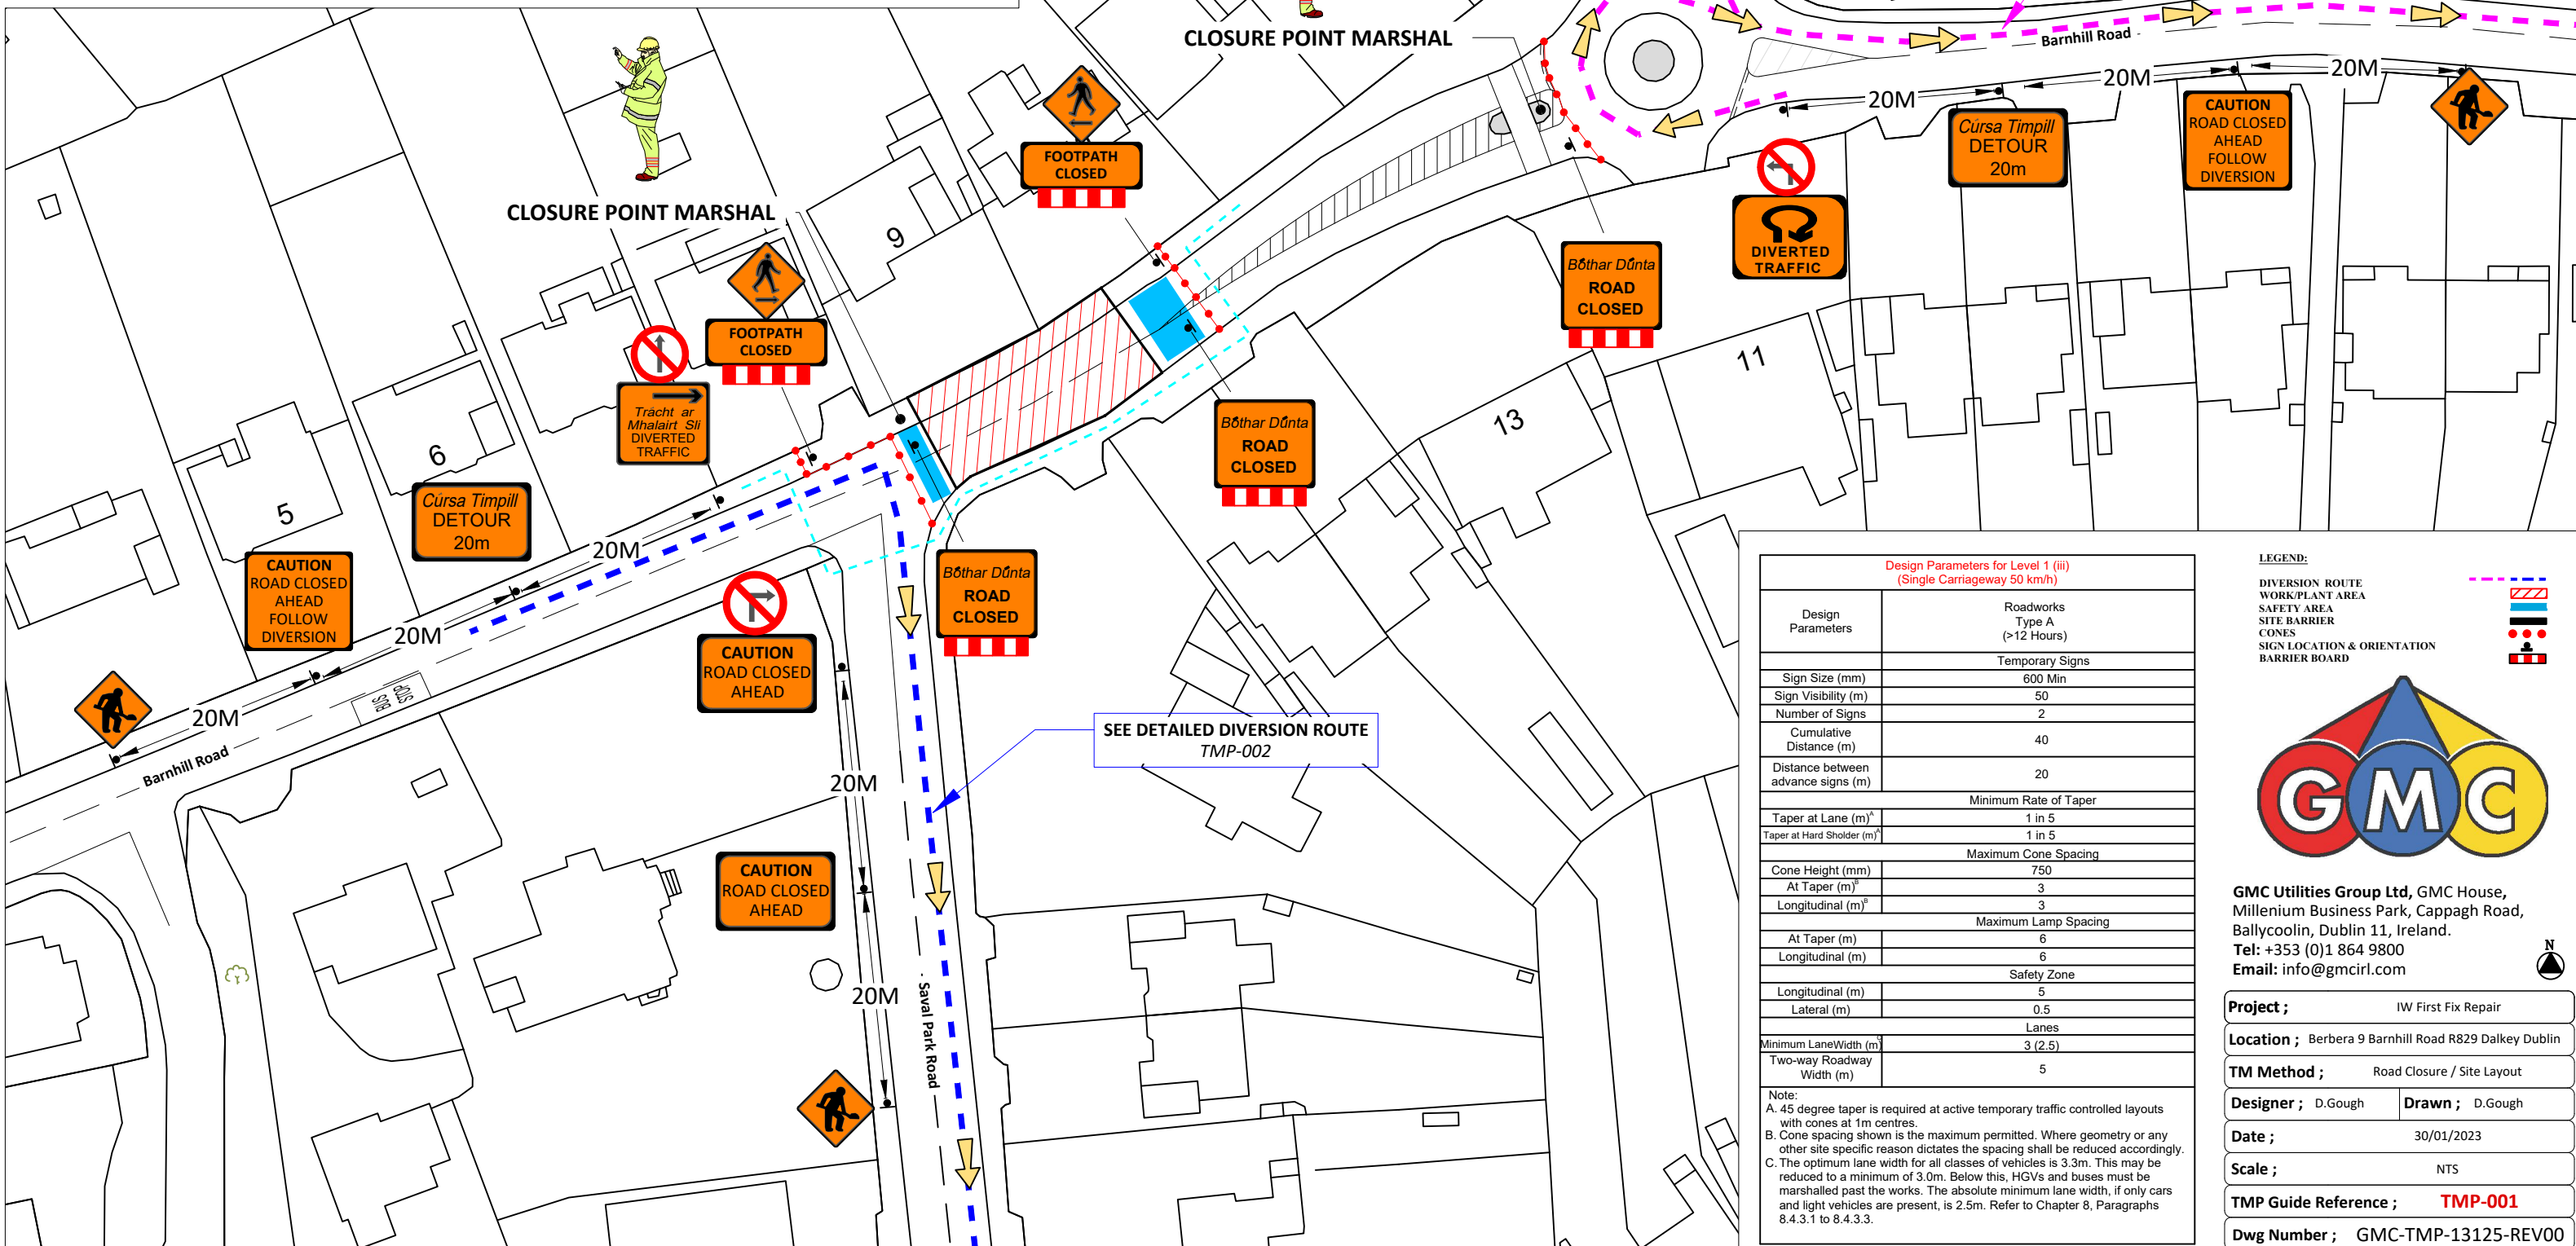 CLOSURE POINT MARSHAL
Barnhill Road
20M
20M
20M
CAUTION
ROAD CLOSED
AHEAD
FOLLOW
DIVERSION
Cúrsa Timpill
DETOUR
20m
DIVERTED
TRAFFIC
FOOTPATH
CLOSED
CLOSURE POINT MARSHAL
9
Bóthar Dúnta
ROAD
CLOSED
FOOTPATH
CLOSED
Trácht ar
Mhalairt Slí
DIVERTED
TRAFFIC
11
13
Bóthar Dúnta
ROAD
CLOSED
6
5
Cúrsa Timpill
DETOUR
20m
20M
CAUTION
ROAD CLOSED
AHEAD
FOLLOW
DIVERSION
20M
20M
BUS
STOP
Barnhill Road
Bóthar Dúnta
ROAD
CLOSED
CAUTION
ROAD CLOSED
AHEAD
SEE DETAILED DIVERSION ROUTE
TMP-002
20M
CAUTION
ROAD CLOSED
AHEAD
20M
Saval Park Road
Design Parameters for Level 1 (iii)
(Single Carriageway 50 km/h)
Design
Parameters
Roadworks
Type A
(>12 Hours)
Temporary Signs
Sign Size (mm) 600 Min
Sign Visibility (m) 50
Number of Signs 2
Cumulative
Distance (m) 40
Distance between
advance signs (m) 20
Minimum Rate of Taper
Taper at Lane (m)A 1 in 5
Taper at Hard Sholder (m)A 1 in 5
Maximum Cone Spacing
Cone Height (mm) 750
At Taper (m)B 3
Longitudinal (m)B 3
Maximum Lamp Spacing
At Taper (m) 6
Longitudinal (m) 6
Safety Zone
Longitudinal (m) 5
Lateral (m) 0.5
Lanes
Minimum LaneWidth (m) 3 (2.5)
Two-way Roadway
Width (m) 5
Note:
A. 45 degree taper is required at active temporary traffic controlled layouts
with cones at 1m centres.
B. Cone spacing shown is the maximum permitted. Where geometry or any
other site specific reason dictates the spacing shall be reduced accordingly.
C. The optimum lane width for all classes of vehicles is 3.3m. This may be
reduced to a minimum of 3.0m. Below this, HGVs and buses must be
marshalled past the works. The absolute minimum lane width, if only cars
and light vehicles are present, is 2.5m. Refer to Chapter 8, Paragraphs
8.4.3.1 to 8.4.3.3.
LEGEND:
DIVERSION ROUTE
WORK/PLANT AREA
SAFETY AREA
SITE BARRIER
CONES
SIGN LOCATION & ORIENTATION
BARRIER BOARD
GMC
GMC Utilities Group Ltd, GMC House,
Millenium Business Park, Cappagh Road,
Ballycoolin, Dublin 11, Ireland.
Tel: +353 (0)1 864 9800
Email: info@gmcirl.com
N
Project ; IW First Fix Repair
Location ; Berbera 9 Barnhill Road R829 Dalkey Dublin
TM Method ; Road Closure / Site Layout
Designer ; D.Gough Drawn ; D.Gough
Date ; 30/01/2023
Scale ; NTS
TMP Guide Reference ; TMP-001
Dwg Number ; GMC-TMP-13125-REV00